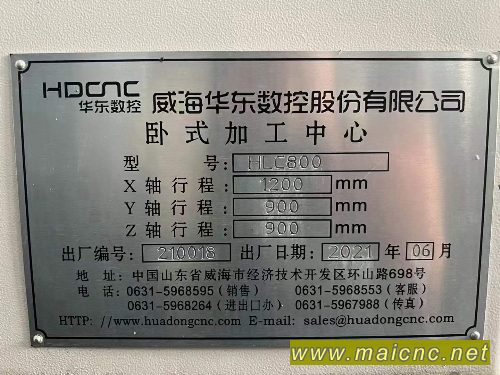 HDCNC
华东数控 威海华东数控股份有限公司
卧式加工中心
型 号: HLC800
X轴行程: 1200 mm
Y轴行程: 900 mm
Z轴行程: 900 mm
出厂编号: 210018 出厂日期: 2021 年 06 月
地 址: 中国山东省威海市经济技术开发区环山路698号
电 话: 0631-5968595 (销售) 0631-5968553 (客服)
0631-5968264 (进出口办) 0631-5967988 (传真)
HTTP: //www.huadongcnc.com E-mail: sales@huadongcnc.com
www.maicnc.net